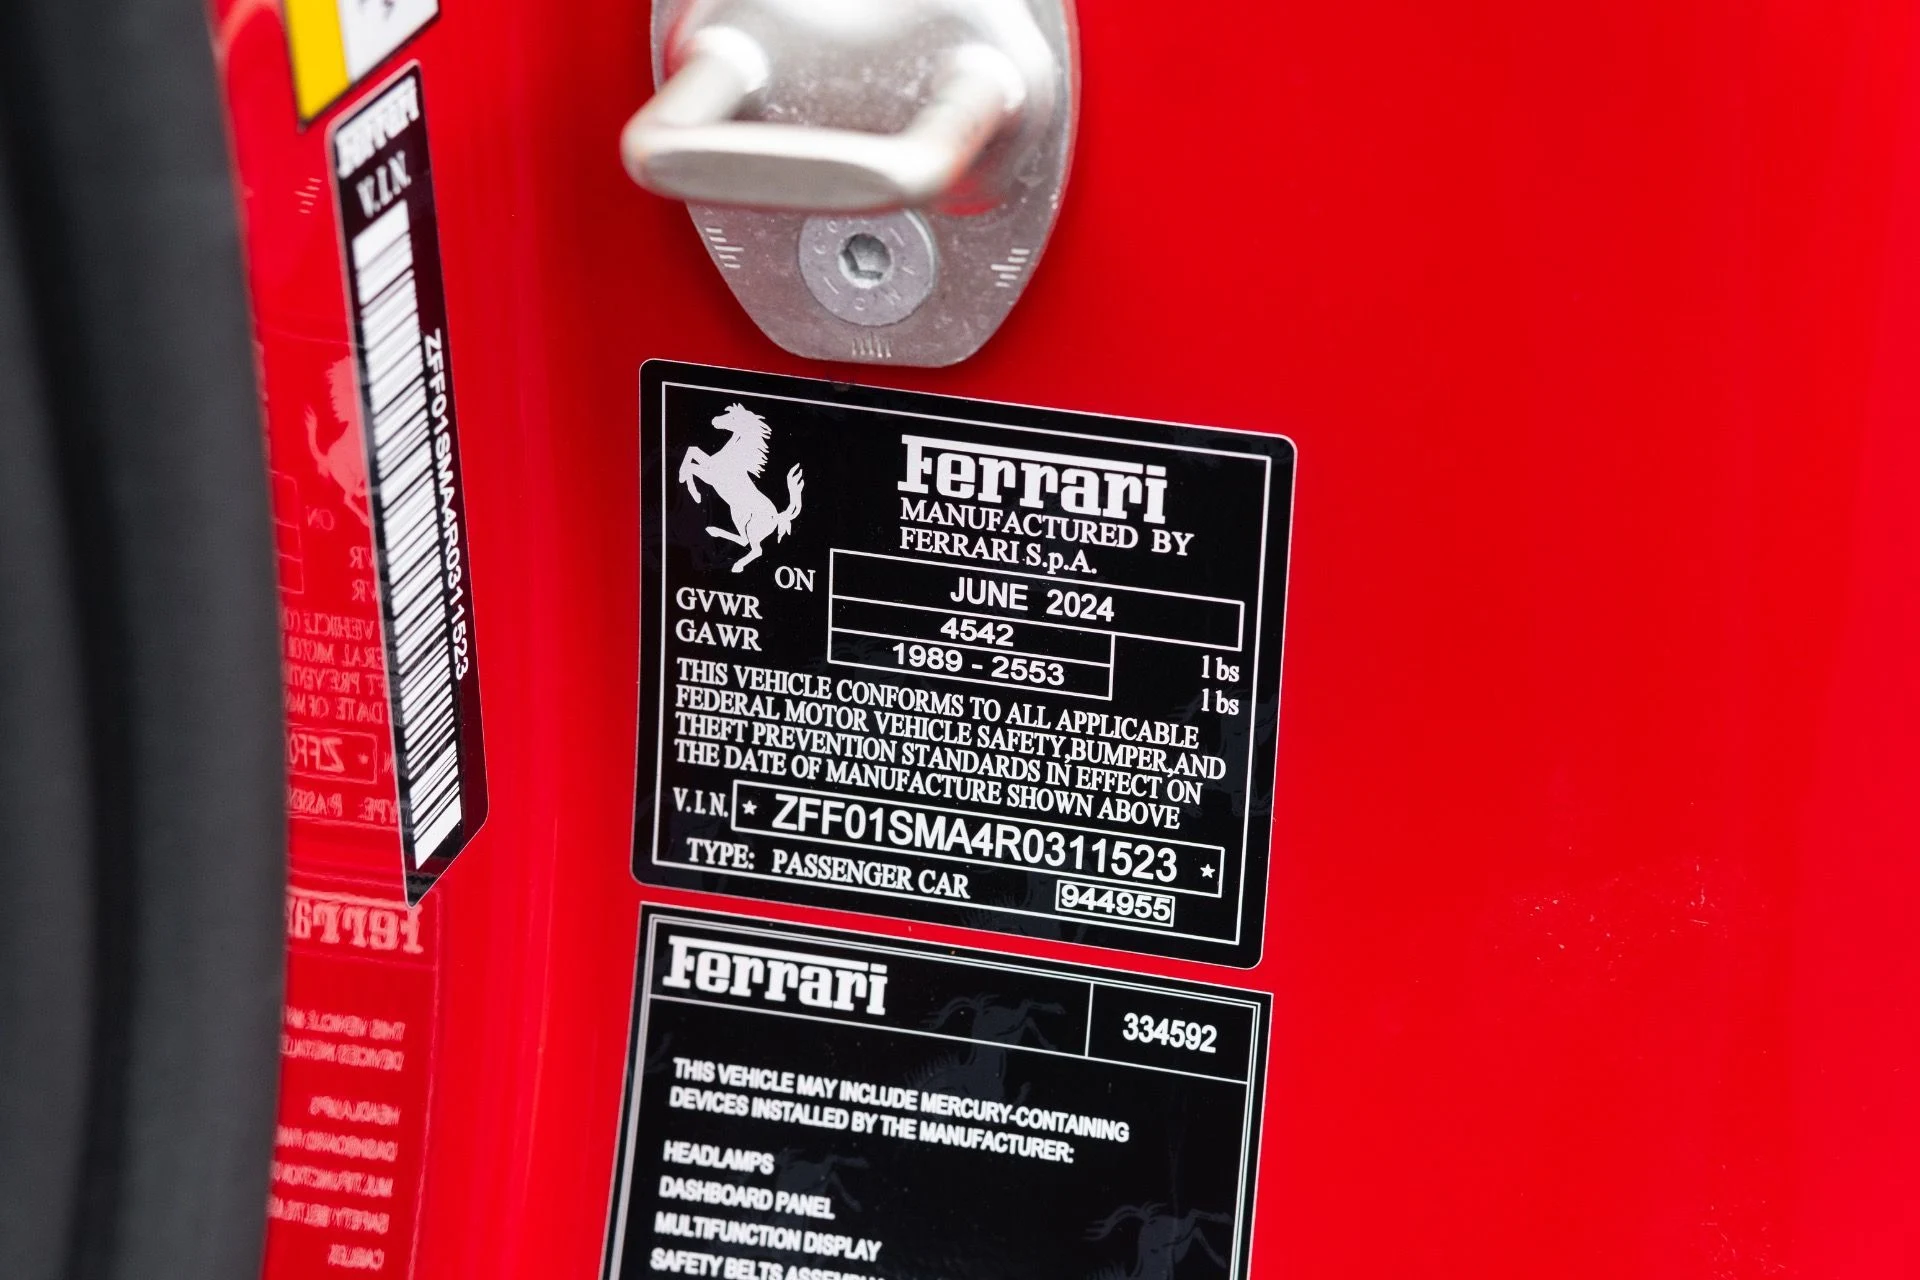 Ferrari
V.I.N.
ZFF01SMA4R0311523
Ferrari
MANUFACTURED BY
FERRARI S.p.A.
ON JUNE 2024
GVWR 4542 lbs
GAWR 1989 - 2553 lbs
THIS VEHICLE CONFORMS TO ALL APPLICABLE
FEDERAL MOTOR VEHICLE SAFETY,BUMPER,AND
THEFT PREVENTION STANDARDS IN EFFECT ON
THE DATE OF MANUFACTURE SHOWN ABOVE
V.I.N. * ZFF01SMA4R0311523 *
TYPE: PASSENGER CAR 944955
Ferrari 334592
THIS VEHICLE MAY INCLUDE MERCURY-CONTAINING
DEVICES INSTALLED BY THE MANUFACTURER:
HEADLAMPS
DASHBOARD PANEL
MULTIFUNCTION DISPLAY
SAFETY BELTS